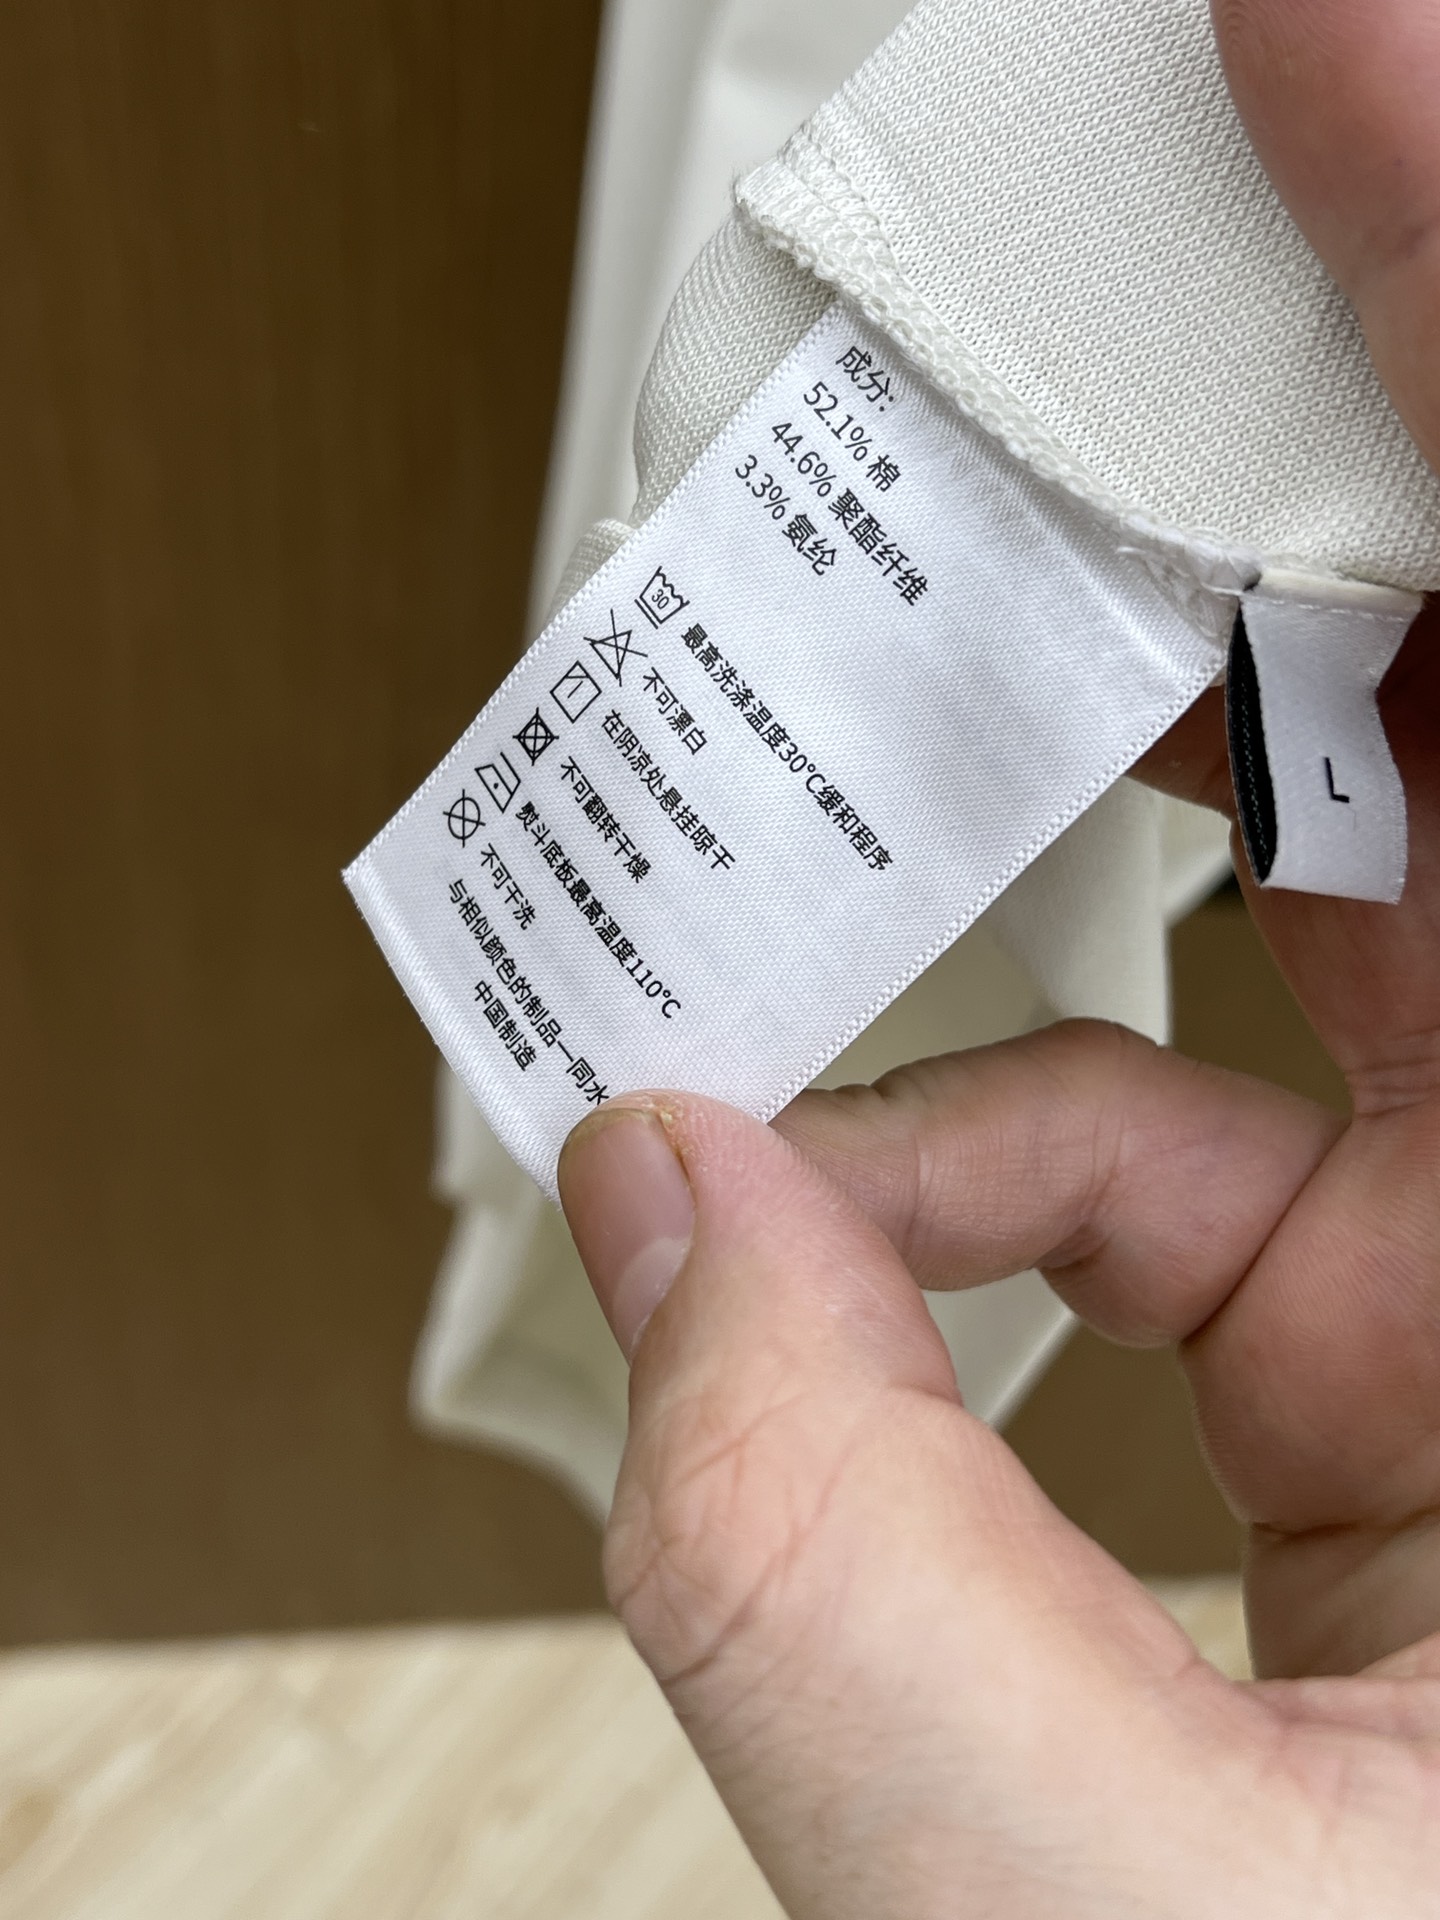 成分：
52.1% 棉
44.6% 聚酯纤维
3.3% 氨纶
30 最高洗涤温度30℃缓和程序
不可漂白
在阴凉处悬挂晾干
不可翻转干燥
熨斗底板最高温度110℃
不可干洗
与相似颜色的制品一同水
中国制造
L